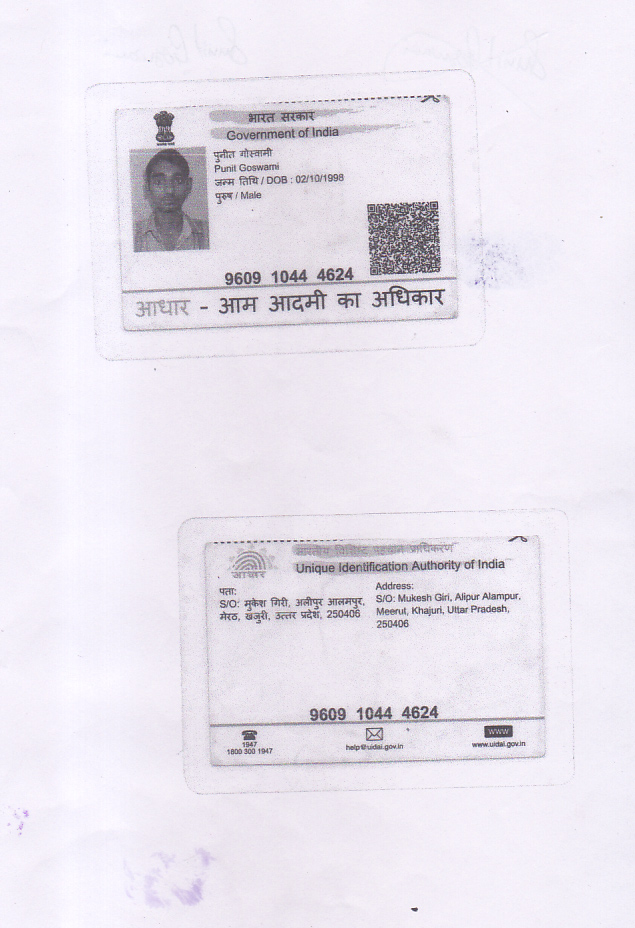 भारत सरकार
Government of India
पुनीत गोस्वामी
Punit Goswami
जन्म तिथि / DOB : 02/10/1998
पुरुष / Male
9609 1044 4624
आधार - आम आदमी का अधिकार
आधार
भारतीय विशिष्ट पहचान प्राधिकरण
Unique Identification Authority of India
पता:
S/O: मुकेश गिरी, अलीपुर आलमपुर,
मेरठ, खजुरी, उत्तर प्रदेश, 250406
Address:
S/O: Mukesh Giri, Alipur Alampur,
Meerut, Khajuri, Uttar Pradesh,
250406
9609 1044 4624
1947
1800 300 1947
help@uidai.gov.in
www
www.uidai.gov.in